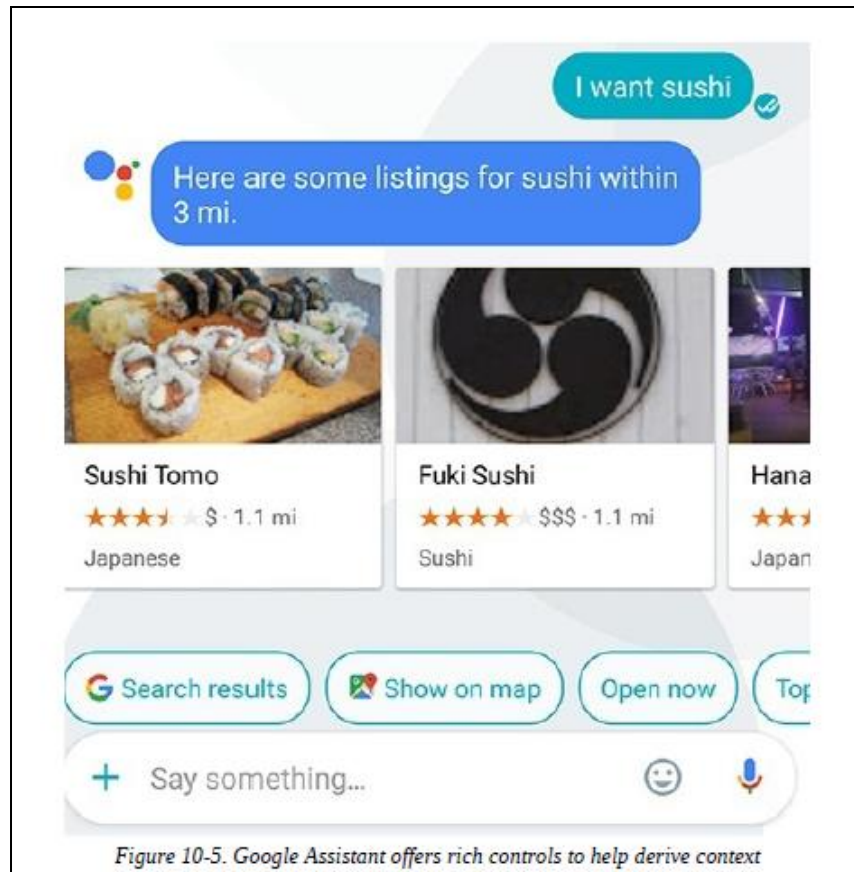 I want sushi
Here are some listings for sushi within
3 mi.
Sushi Tomo
$ · 1.1 mi
Japanese
Fuki Sushi
$$$ · 1.1 mi
Sushi
Hana
Japan
Search results
Show on map
Open now
Top
Say something...
Figure 10-5. Google Assistant offers rich controls to help derive context